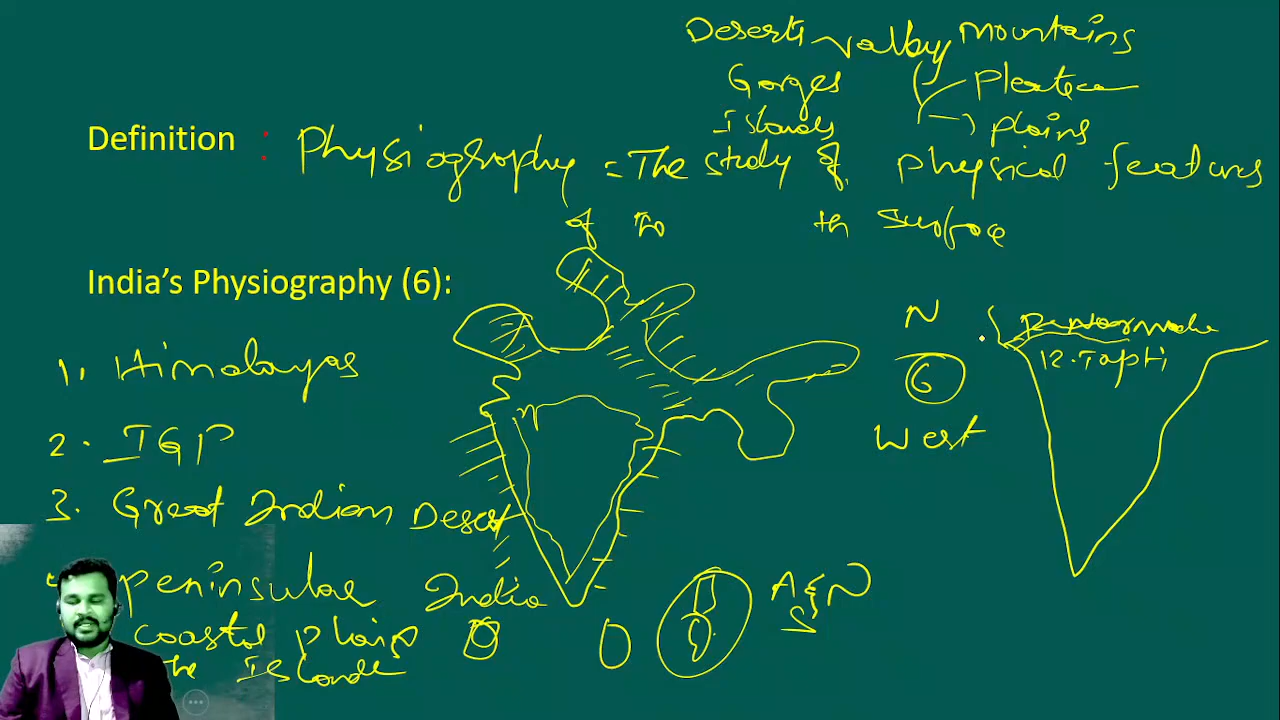 Deserts valley Mountains
Gorges Plateau
Islands plains
Definition : Physiography = The study of physical features
of the surface
India's Physiography (6):
N
12. Tapti
1. Himalayas
6
2. IGP
West
3. Great Indian Desert
Peninsular India
A & N
coastal plains
S
the Islands